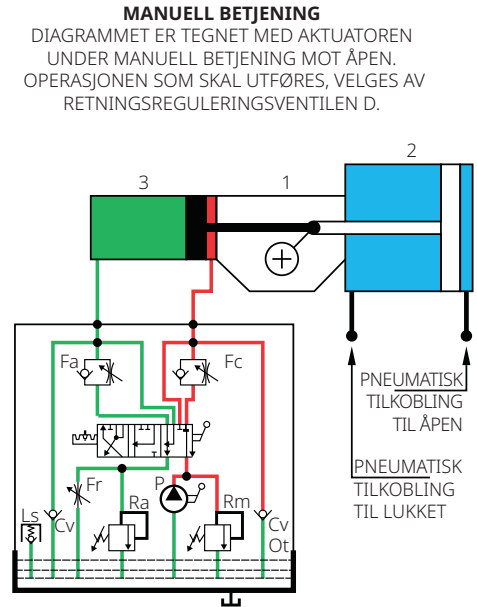 MANUELL BETJENING
DIAGRAMMET ER TEGNET MED AKTUATOREN
UNDER MANUELL BETJENING MOT ÅPEN.
OPERASJONEN SOM SKAL UTFØRES, VELGES AV
RETNINGSREGULERINGSVENTILEN D.
2
3
1
Fa
Fc
PNEUMATISK
TILKOBLING
TIL ÅPEN
PNEUMATISK
TILKOBLING
TIL LUKKET
Fr
P
Ra
Rm
Ls
Cv
Cv
Ot